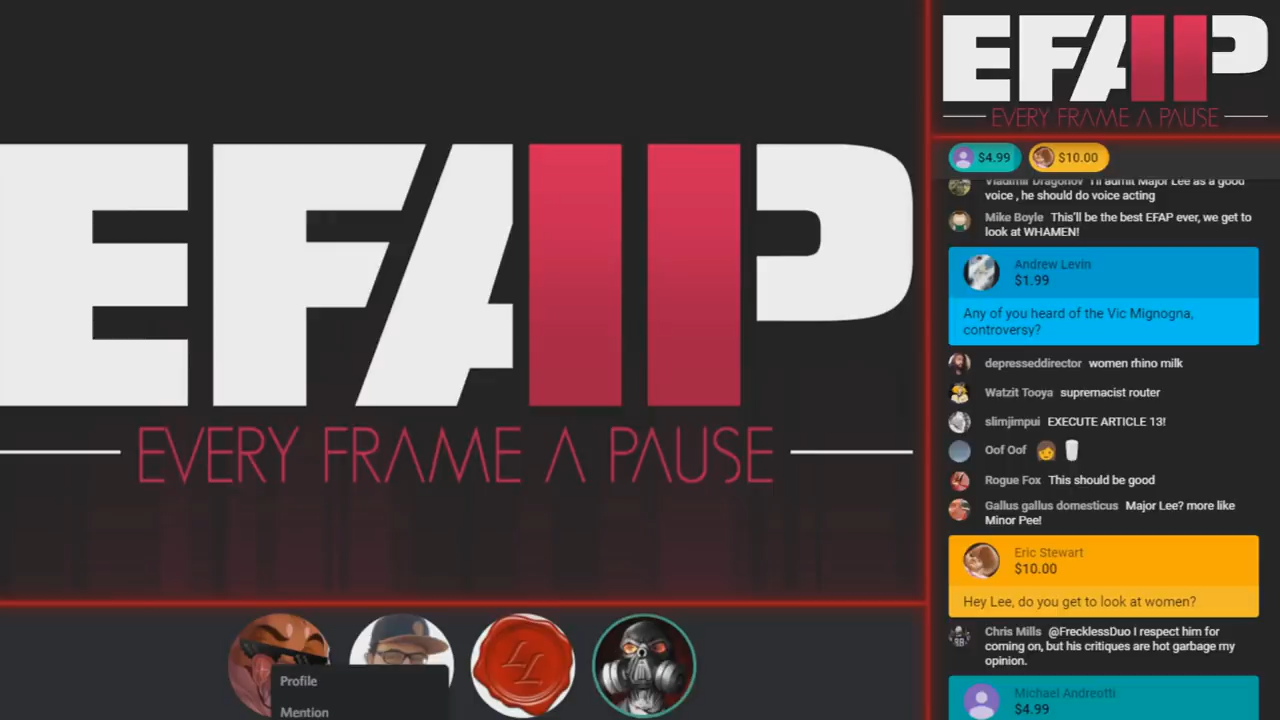 EFAP
EVERY FRAME A PAUSE
LL
Profile
Mention
EFAP
EVERY FRAME A PAUSE
$4.99 $10.00
Vladimir Dragonov I'll admit Major Lee as a good
voice , he should do voice acting
Mike Boyle This'll be the best EFAP ever, we get to
look at WHAMEN!
Andrew Levin
$1.99
Any of you heard of the Vic Mignogna,
controversy?
depresseddirector women rhino milk
Watzit Tooya supremacist router
slimjimpui EXECUTE ARTICLE 13!
Oof Oof
Rogue Fox This should be good
Gallus gallus domesticus Major Lee? more like
Minor Pee!
Eric Stewart
$10.00
Hey Lee, do you get to look at women?
Chris Mills @FrecklessDuo I respect him for
coming on, but his critiques are hot garbage my
opinion.
Michael Andreotti
$4.99